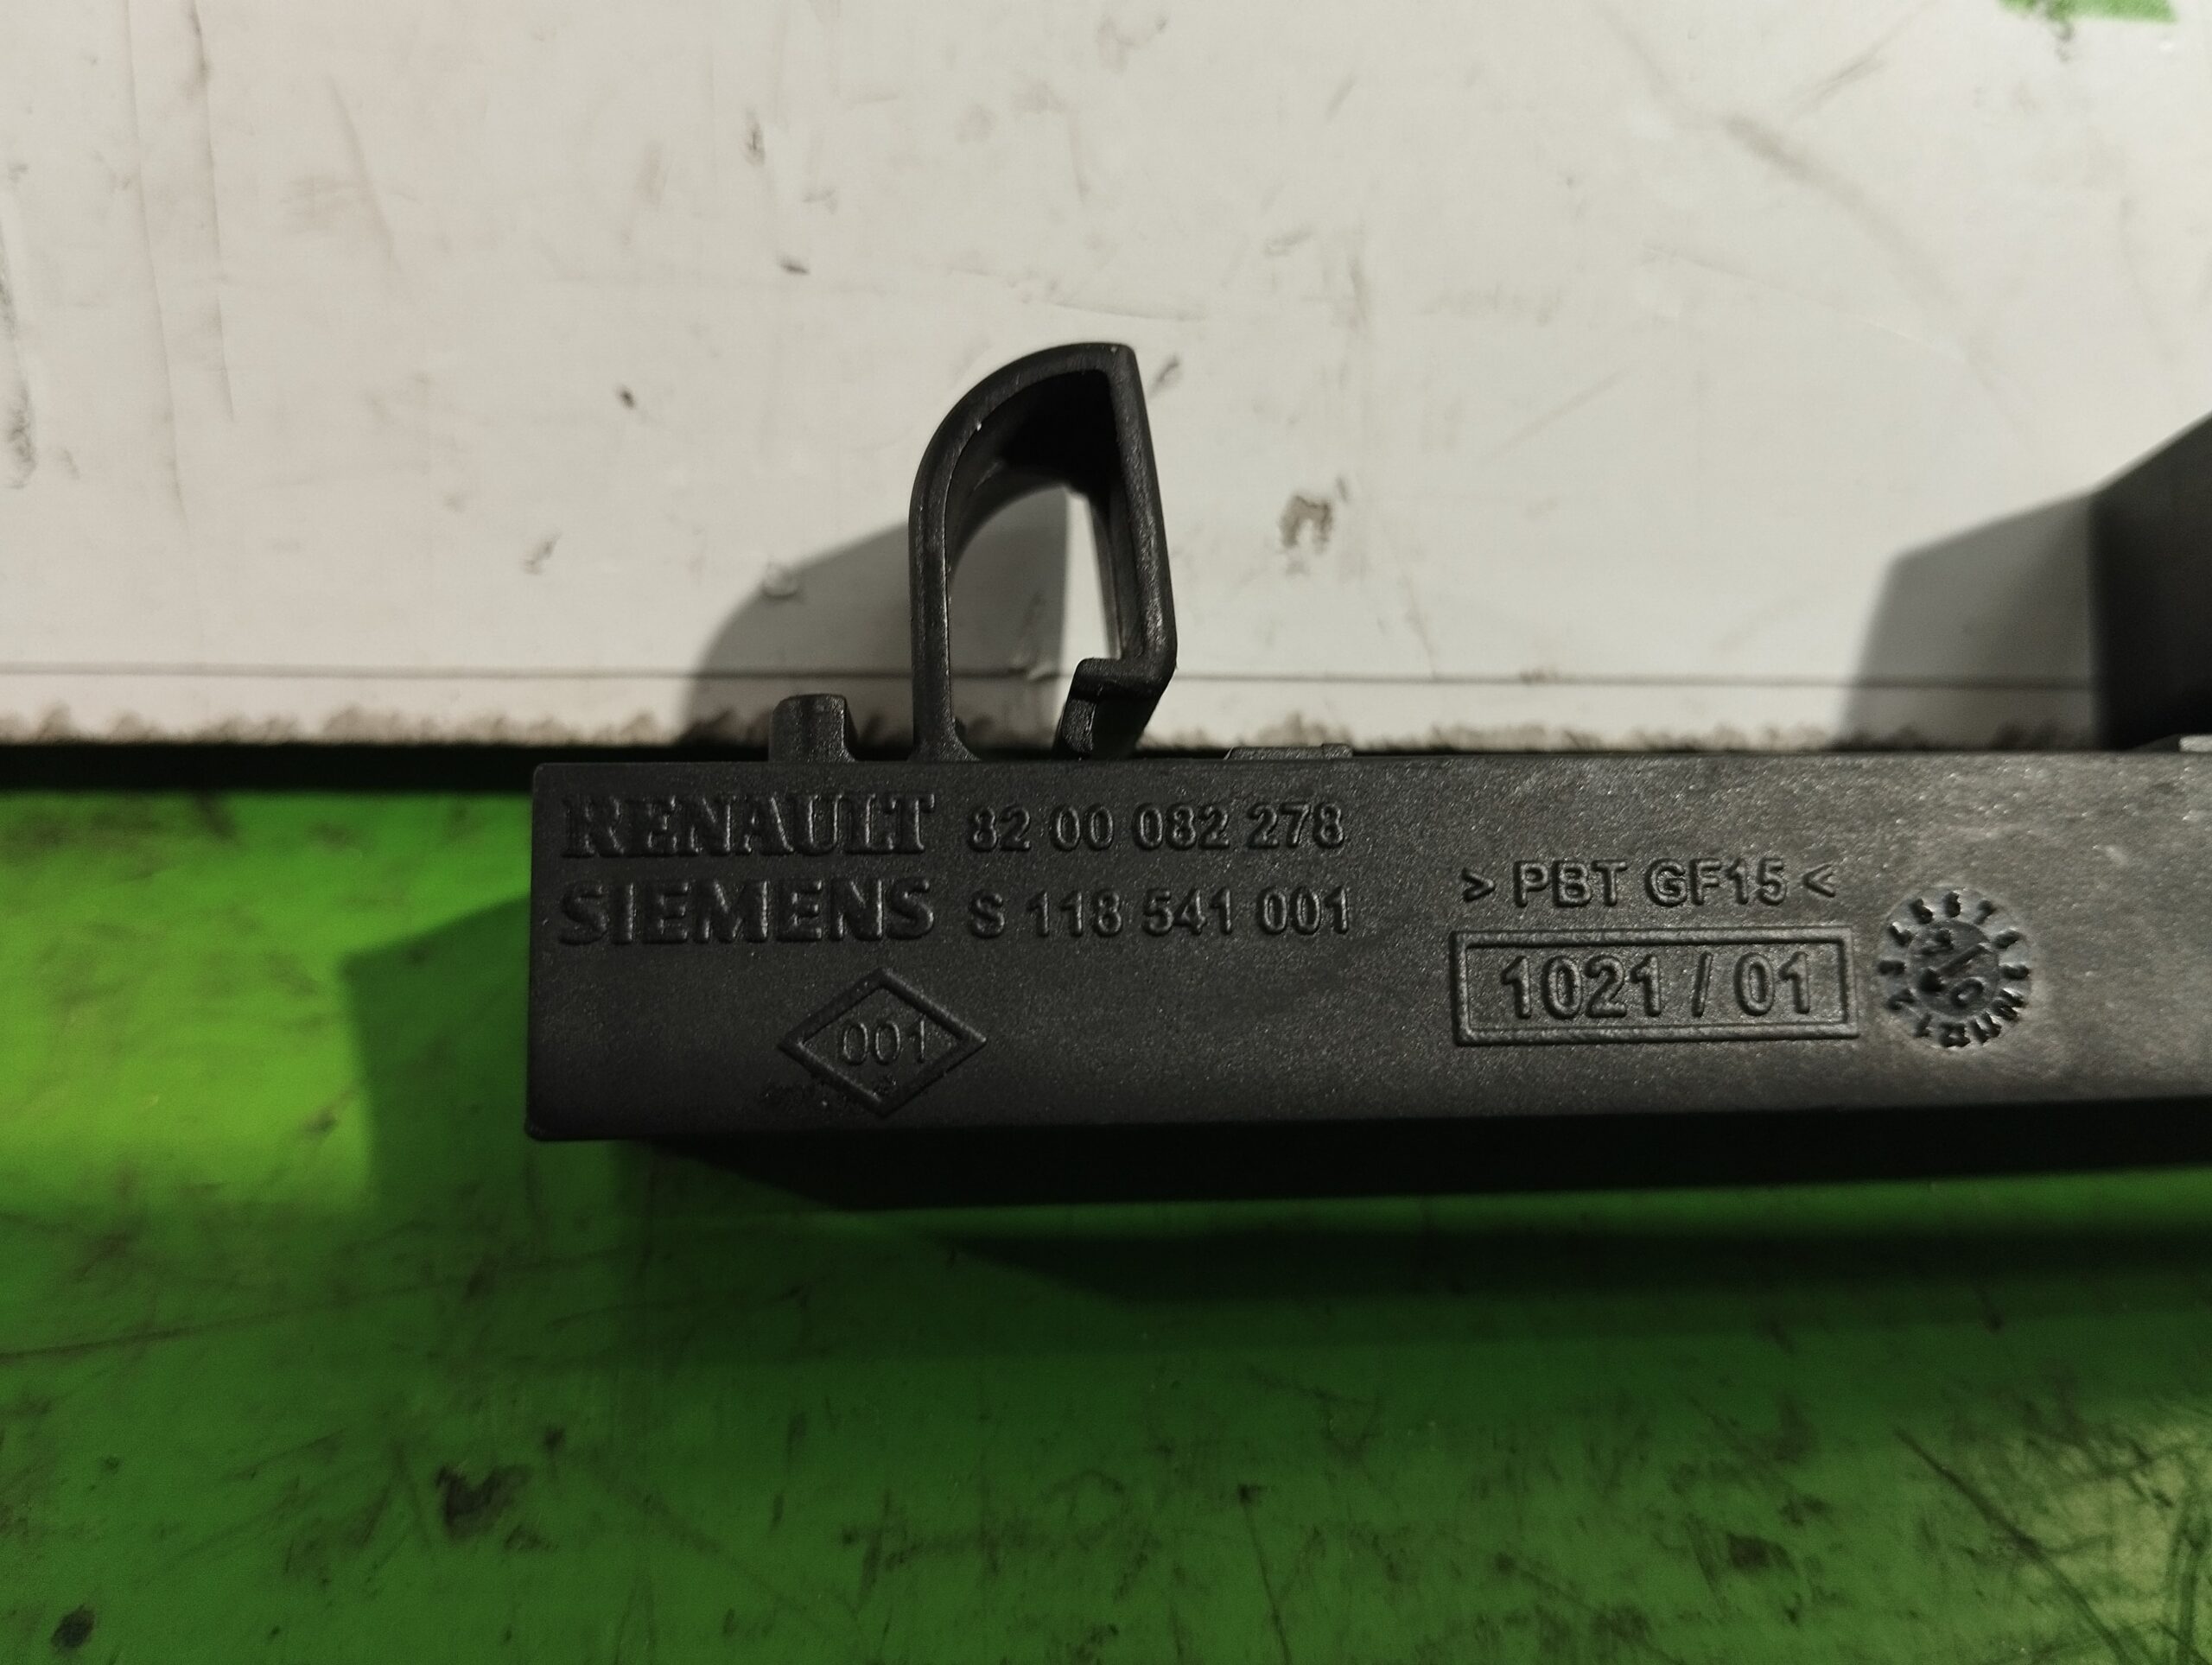 RENAULT 82 00 082 278
SIEMENS S 118 541 001
> PBT GF15 <
1021 / 01
001